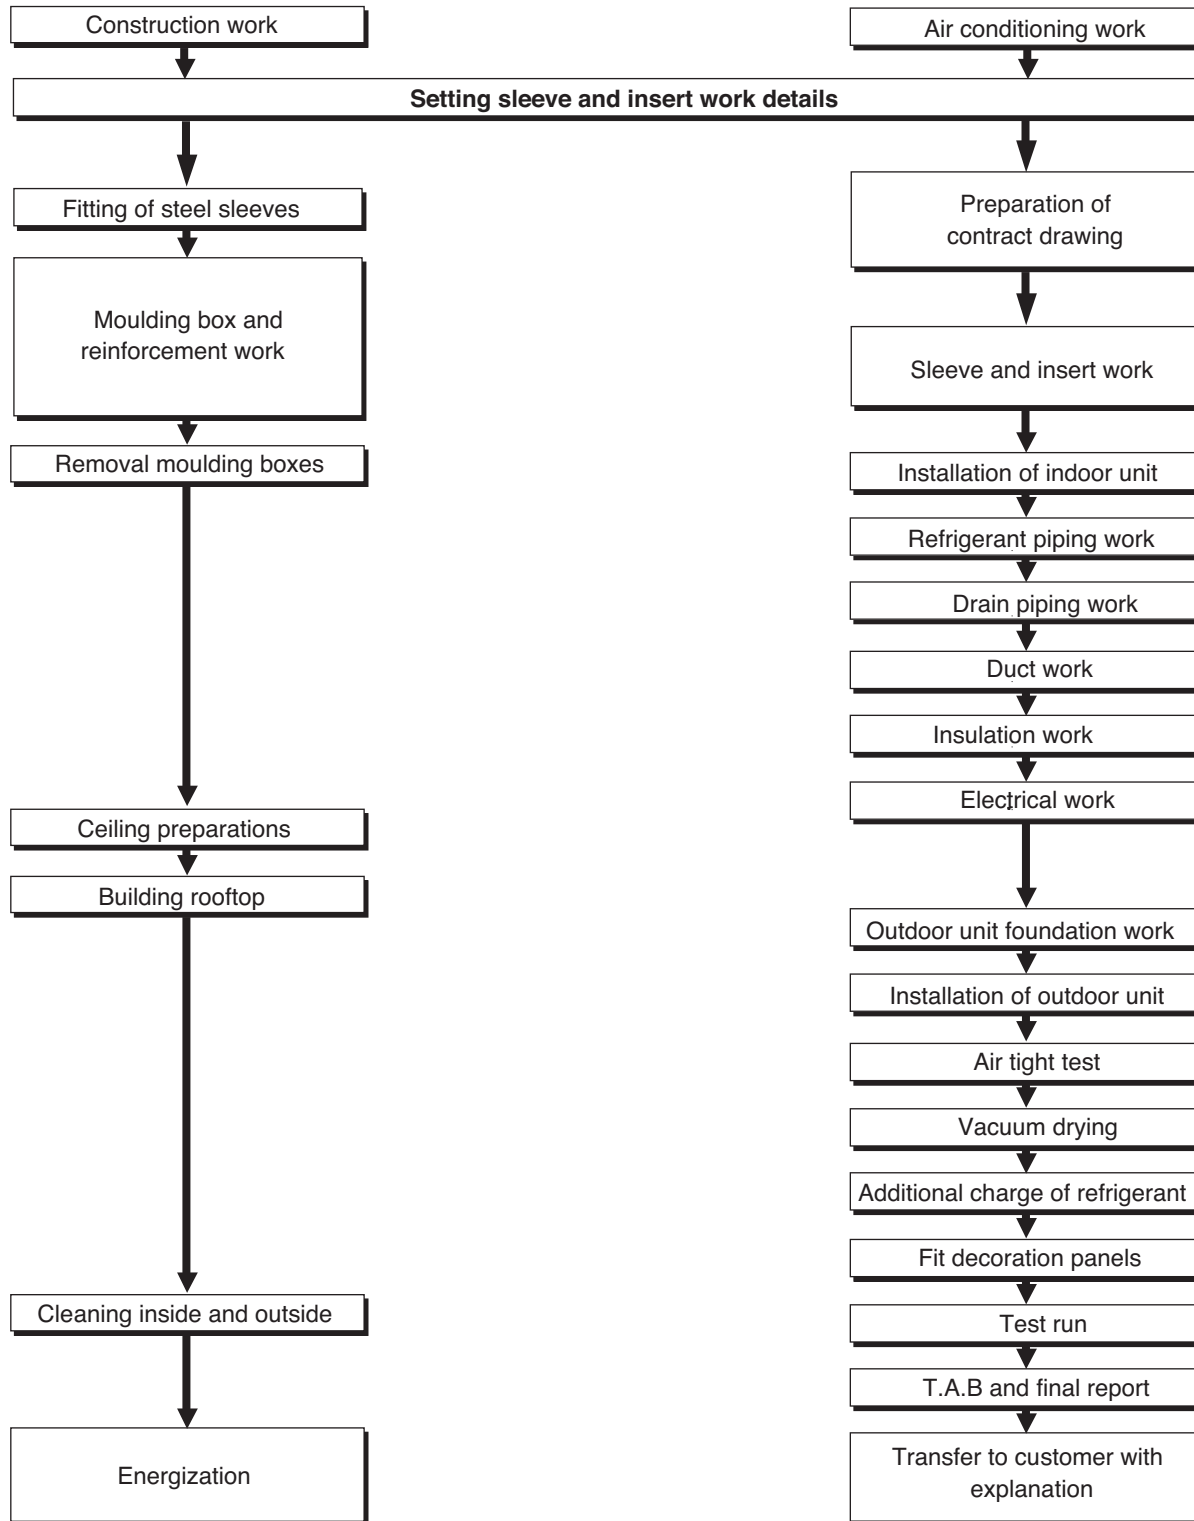 Construction work
Air conditioning work
Setting sleeve and insert work details
Fitting of steel sleeves
Moulding box and
reinforcement work
Removal moulding boxes
Ceiling preparations
Building rooftop
Cleaning inside and outside
Energization
Preparation of
contract drawing
Sleeve and insert work
Installation of indoor unit
Refrigerant piping work
Drain piping work
Duct work
Insulation work
Electrical work
Outdoor unit foundation work
Installation of outdoor unit
Air tight test
Vacuum drying
Additional charge of refrigerant
Fit decoration panels
Test run
T.A.B and final report
Transfer to customer with
explanation